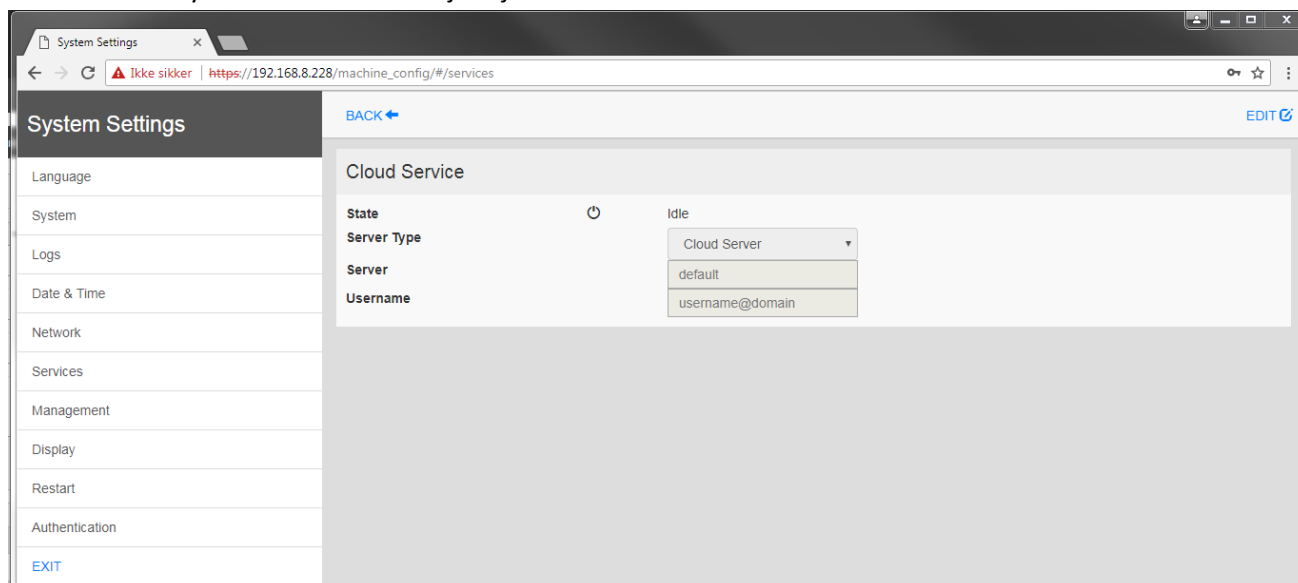 System Settings
Ikke sikker | https://192.168.8.228/machine_config/#/services
System Settings
BACK
EDIT
Language
System
Logs
Date & Time
Network
Services
Management
Display
Restart
Authentication
EXIT
Cloud Service
State Idle
Server Type Cloud Server
Server default
Username username@domain